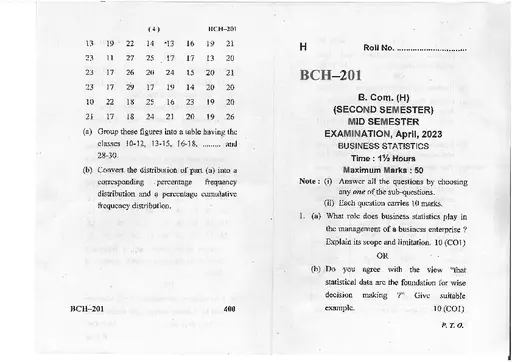 ( 4 ) BCH–201
13 19 22 14 13 16 19 21
23 11 27 25 17 17 13 20
23 17 26 20 24 15 20 21
23 17 29 17 19 14 20 20
10 22 18 25 16 23 19 20
21 17 18 24 21 20 19 26
(a) Group these figures into a table having the
classes 10-12, 13-15, 16-18, ......... and
28-30.
(b) Convert the distribution of part (a) into a
corresponding percentage frequency
distribution and a percentage cumulative
frequency distribution.
BCH–201 400
H Roll No. ..............................
BCH–201
B. Com. (H)
(SECOND SEMESTER)
MID SEMESTER
EXAMINATION, April, 2023
BUSINESS STATISTICS
Time : 1½ Hours
Maximum Marks : 50
Note : (i) Answer all the questions by choosing
any one of the sub-questions.
(ii) Each question carries 10 marks.
1. (a) What role does business statistics play in
the management of a business enterprise ?
Explain its scope and limitation. 10 (CO1)
OR
(b) Do you agree with the view "that
statistical data are the foundation for wise
decision making ?" Give suitable
example. 10 (CO1)
P. T. O.